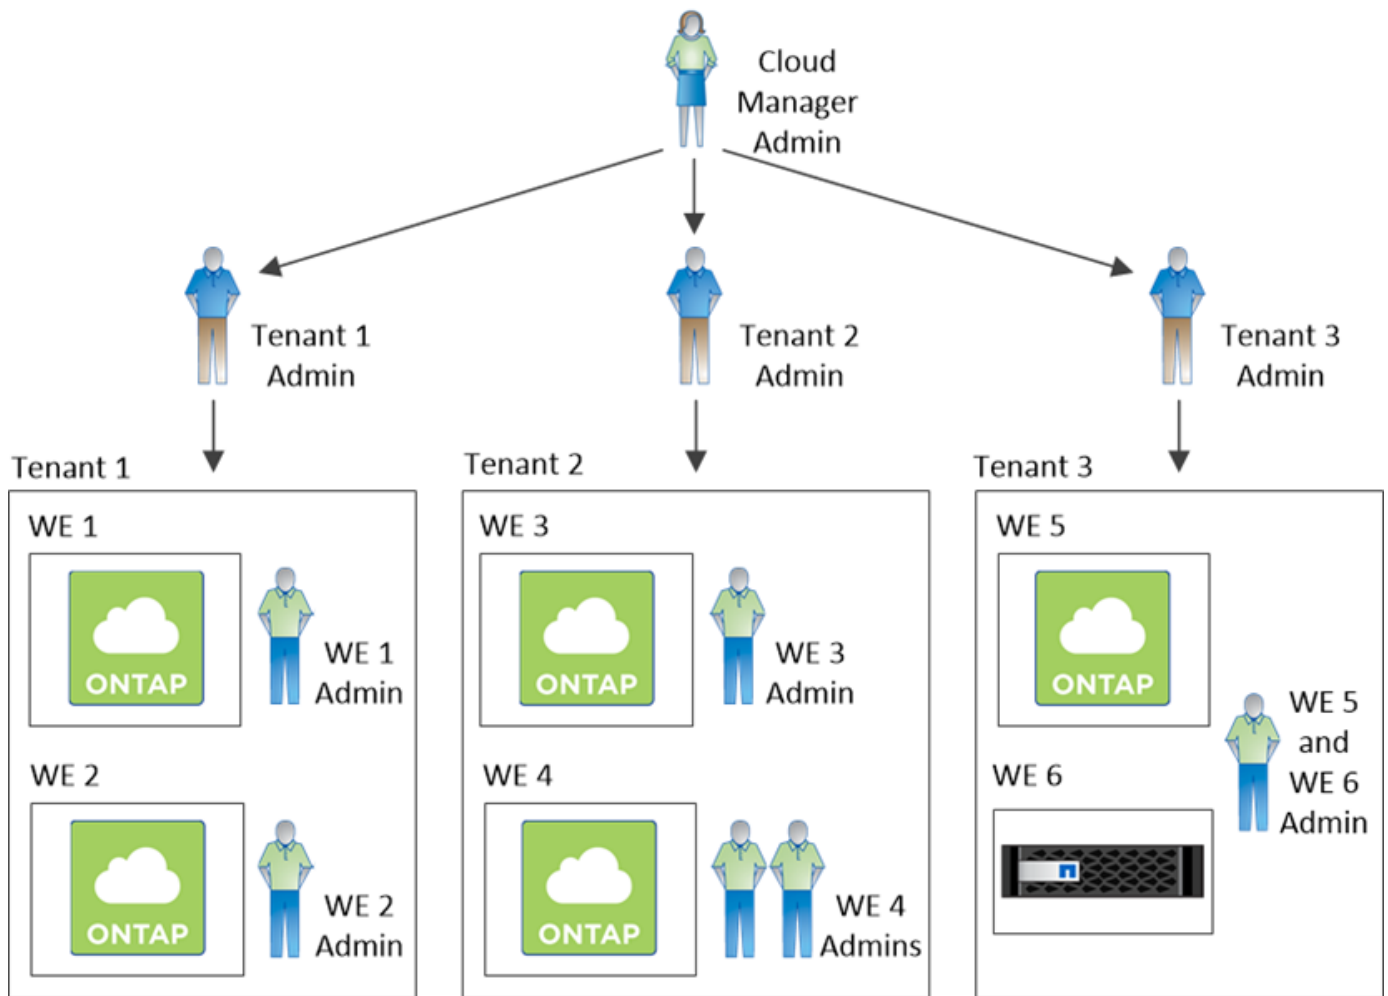 Cloud
Manager
Admin
Tenant 1
Admin
Tenant 2
Admin
Tenant 3
Admin
Tenant 1
WE 1
ONTAP
WE 1
Admin
WE 2
ONTAP
WE 2
Admin
Tenant 2
WE 3
ONTAP
WE 3
Admin
WE 4
ONTAP
WE 4
Admins
Tenant 3
WE 5
ONTAP
WE 6
WE 5
and
WE 6
Admin